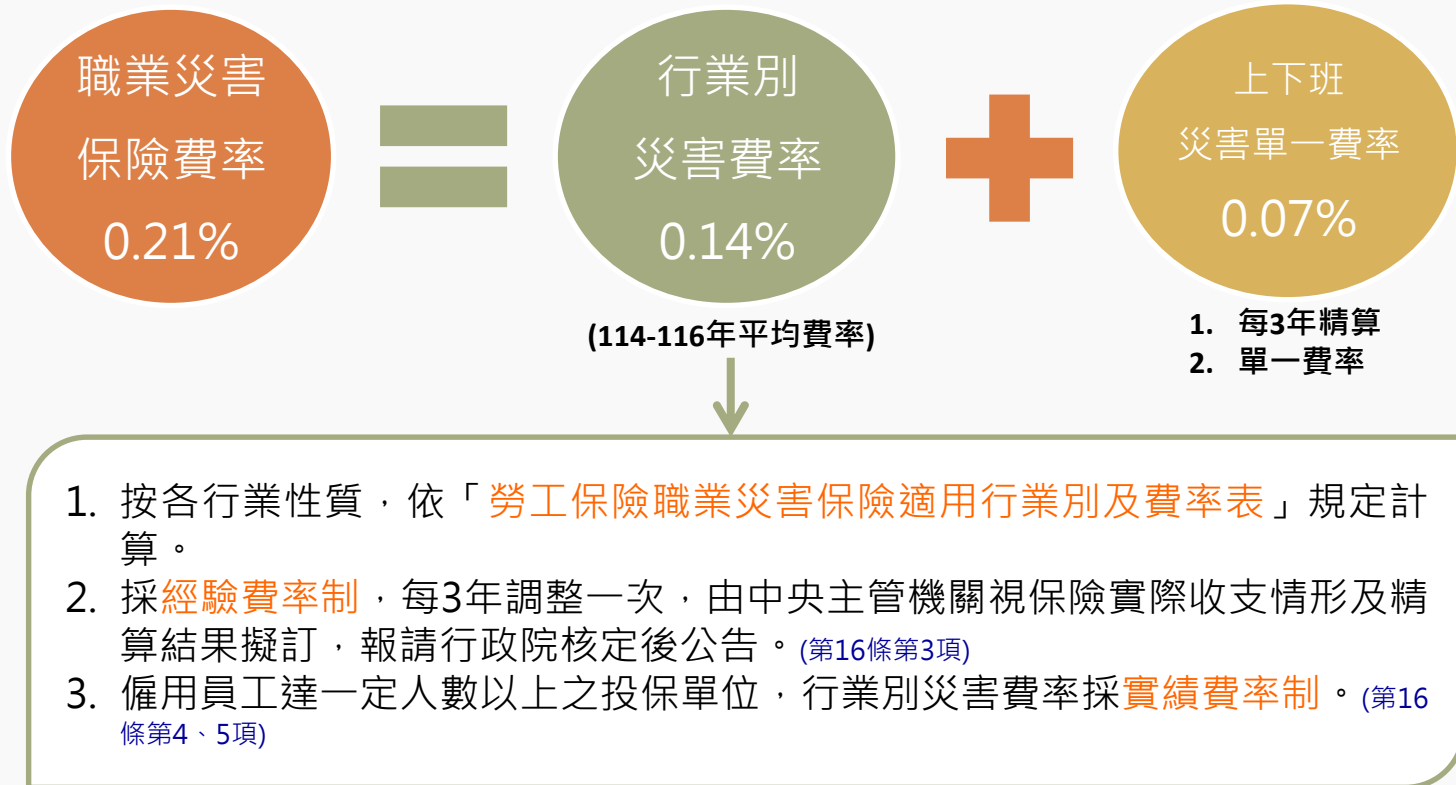 職業災害
保險費率
0.21%
行業別
災害費率
0.14%
上下班
災害單一費率
0.07%
(114-116年平均費率)
1. 每3年精算
2. 單一費率
1. 按各行業性質，依「勞工保險職業災害保險適用行業別及費率表」規定計
算。
2. 採經驗費率制，每3年調整一次，由中央主管機關視保險實際收支情形及精
算結果擬訂，報請行政院核定後公告。(第16條第3項)
3. 僱用員工達一定人數以上之投保單位，行業別災害費率採實績費率制。(第16
條第4、5項)